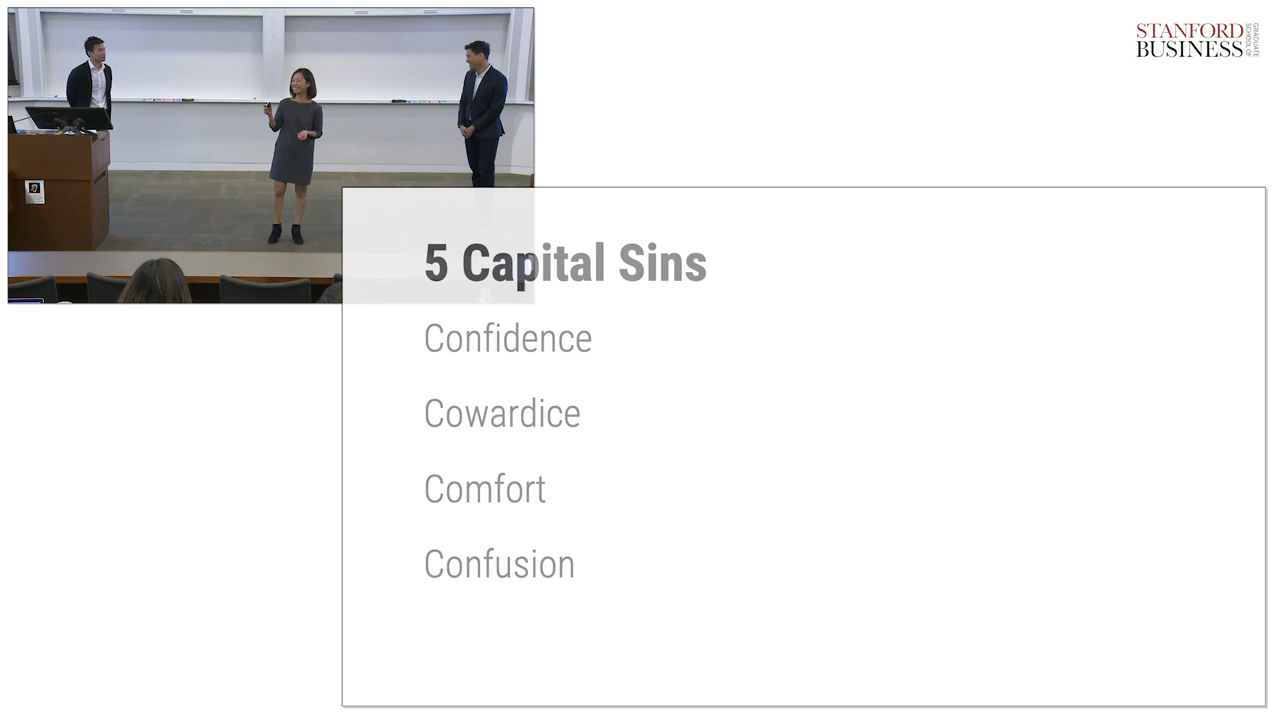 STANFORD
BUSINESS
GRADUATE
SCHOOL OF
5 Capital Sins
Confidence
Cowardice
Comfort
Confusion